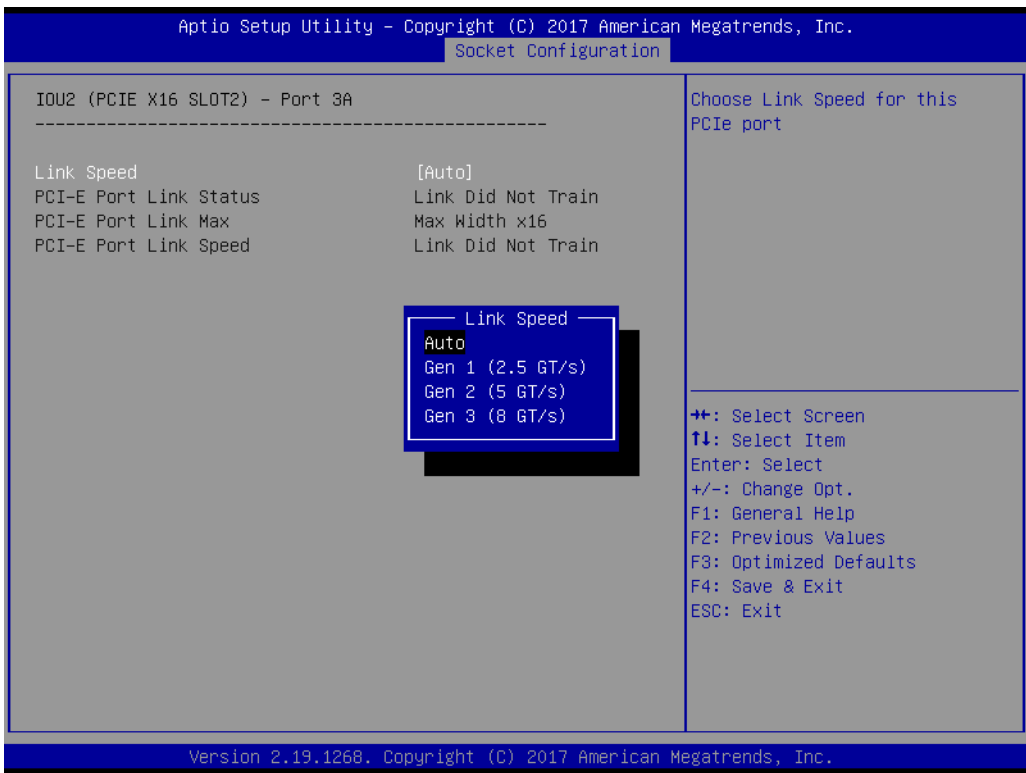 Aptio Setup Utility – Copyright (C) 2017 American Megatrends, Inc.
Socket Configuration
IOU2 (PCIE X16 SLOT2) – Port 3A
--------------------------------------------------
Link Speed [Auto]
PCI-E Port Link Status Link Did Not Train
PCI-E Port Link Max Max Width x16
PCI-E Port Link Speed Link Did Not Train
Link Speed
Auto
Gen 1 (2.5 GT/s)
Gen 2 (5 GT/s)
Gen 3 (8 GT/s)
Choose Link Speed for this
PCIe port
→←: Select Screen
↑↓: Select Item
Enter: Select
+/-: Change Opt.
F1: General Help
F2: Previous Values
F3: Optimized Defaults
F4: Save & Exit
ESC: Exit
Version 2.19.1268. Copyright (C) 2017 American Megatrends, Inc.